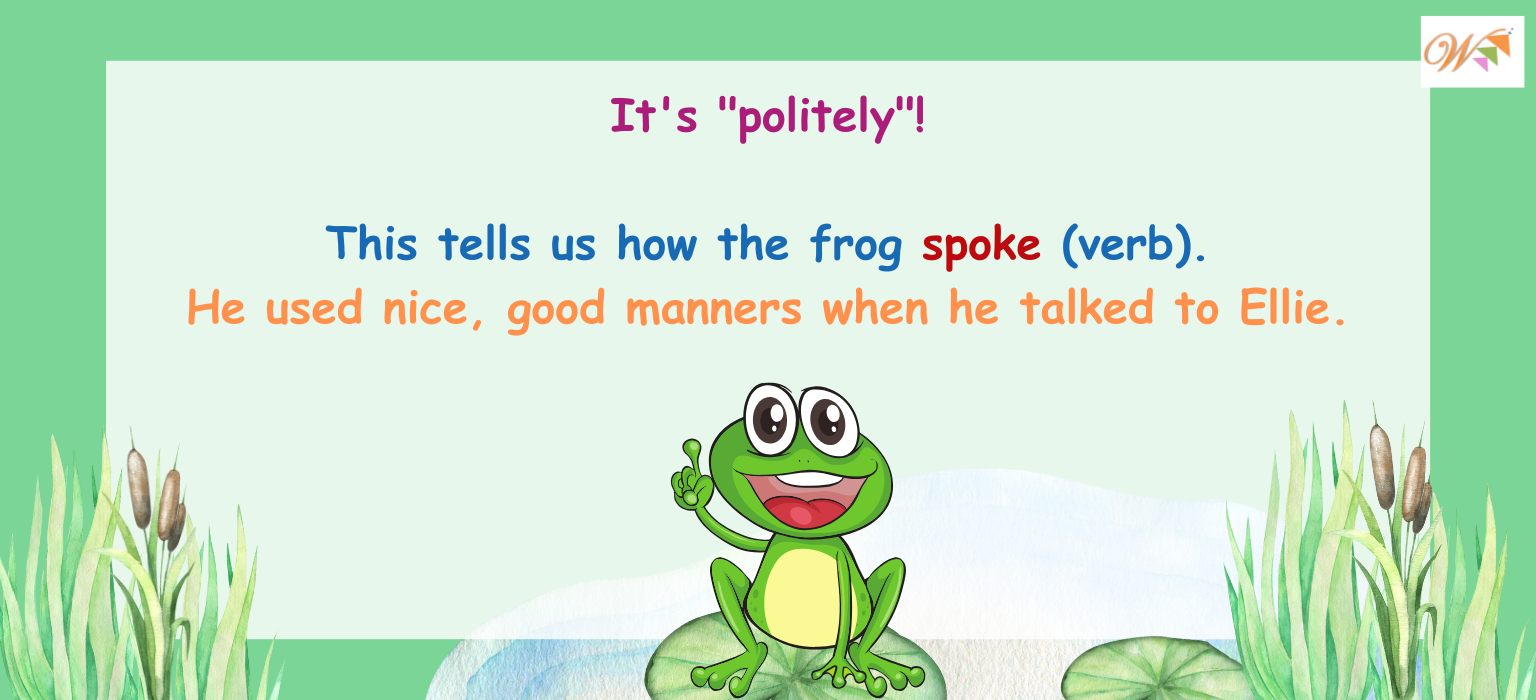 W
It's "politely"!
This tells us how the frog spoke (verb).
He used nice, good manners when he talked to Ellie.